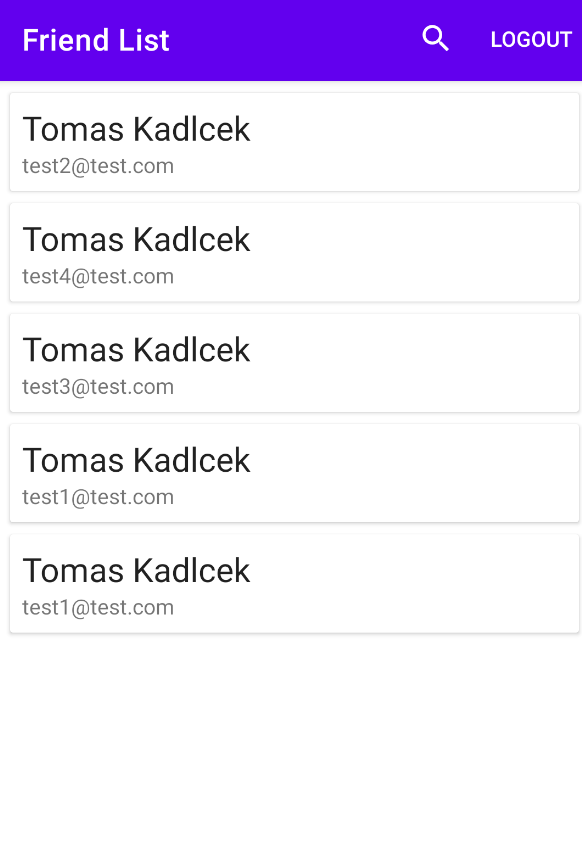 Friend List
LOGOUT
Tomas Kadlcek
test2@test.com
Tomas Kadlcek
test4@test.com
Tomas Kadlcek
test3@test.com
Tomas Kadlcek
test1@test.com
Tomas Kadlcek
test1@test.com